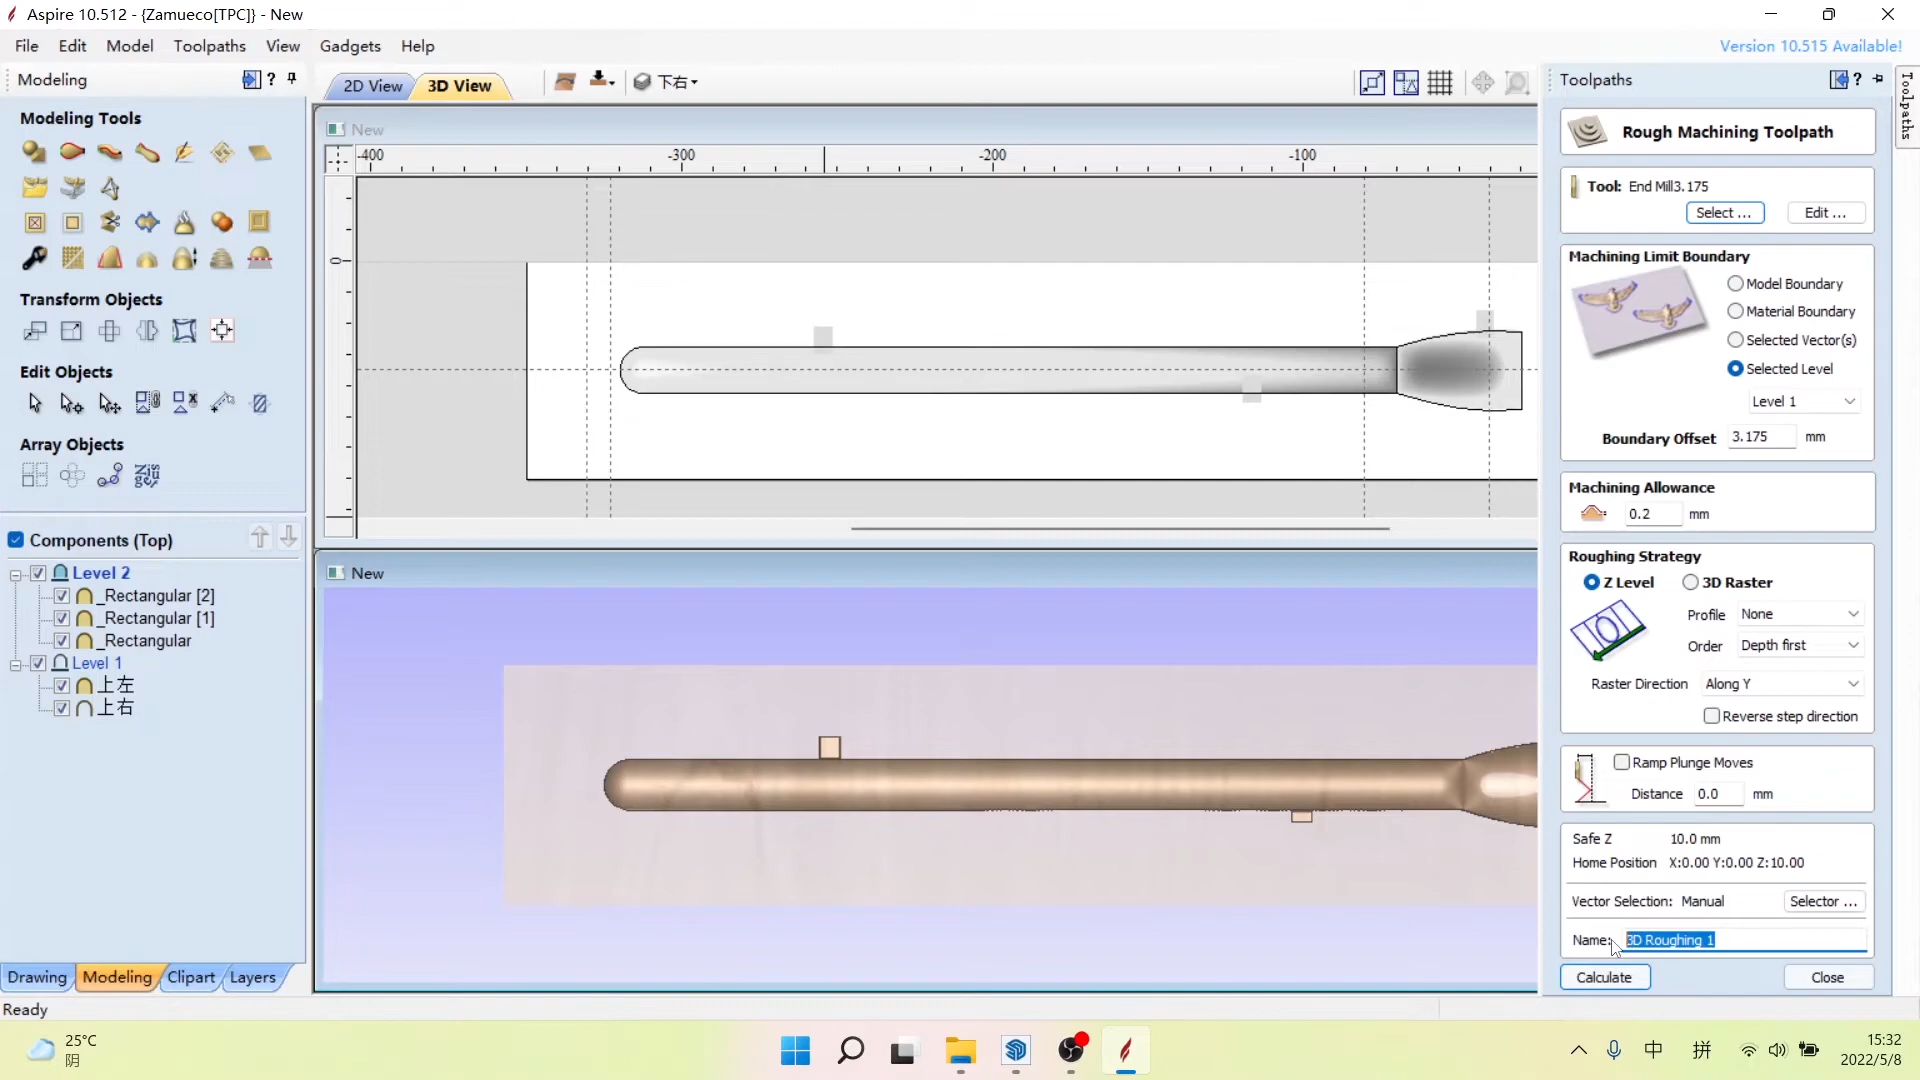 Aspire 10.512 - {Zamueco[TPC]} - New
File Edit Model Toolpaths View Gadgets Help
Version 10.515 Available!
Modeling
?
2D View
3D View
下右
Toolpaths
?
Toolpaths
Modeling Tools
Transform Objects
Edit Objects
Array Objects
Components (Top)
Level 2
_Rectangular [2]
_Rectangular [1]
_Rectangular
Level 1
上左
上右
Drawing Modeling Clipart Layers
Ready
New
-400 -300 -200 -100
0
New
Rough Machining Toolpath
Tool: End Mill3.175
Select ... Edit ...
Machining Limit Boundary
Model Boundary
Material Boundary
Selected Vector(s)
Selected Level
Level 1
Boundary Offset 3.175 mm
Machining Allowance
0.2 mm
Roughing Strategy
Z Level 3D Raster
Profile None
Order Depth first
Raster Direction Along Y
Reverse step direction
Ramp Plunge Moves
Distance 0.0 mm
Safe Z 10.0 mm
Home Position X:0.00 Y:0.00 Z:10.00
Vector Selection: Manual Selector ...
Name: 3D Roughing 1
Calculate Close
25°C
阴
中 拼
15:32
2022/5/8